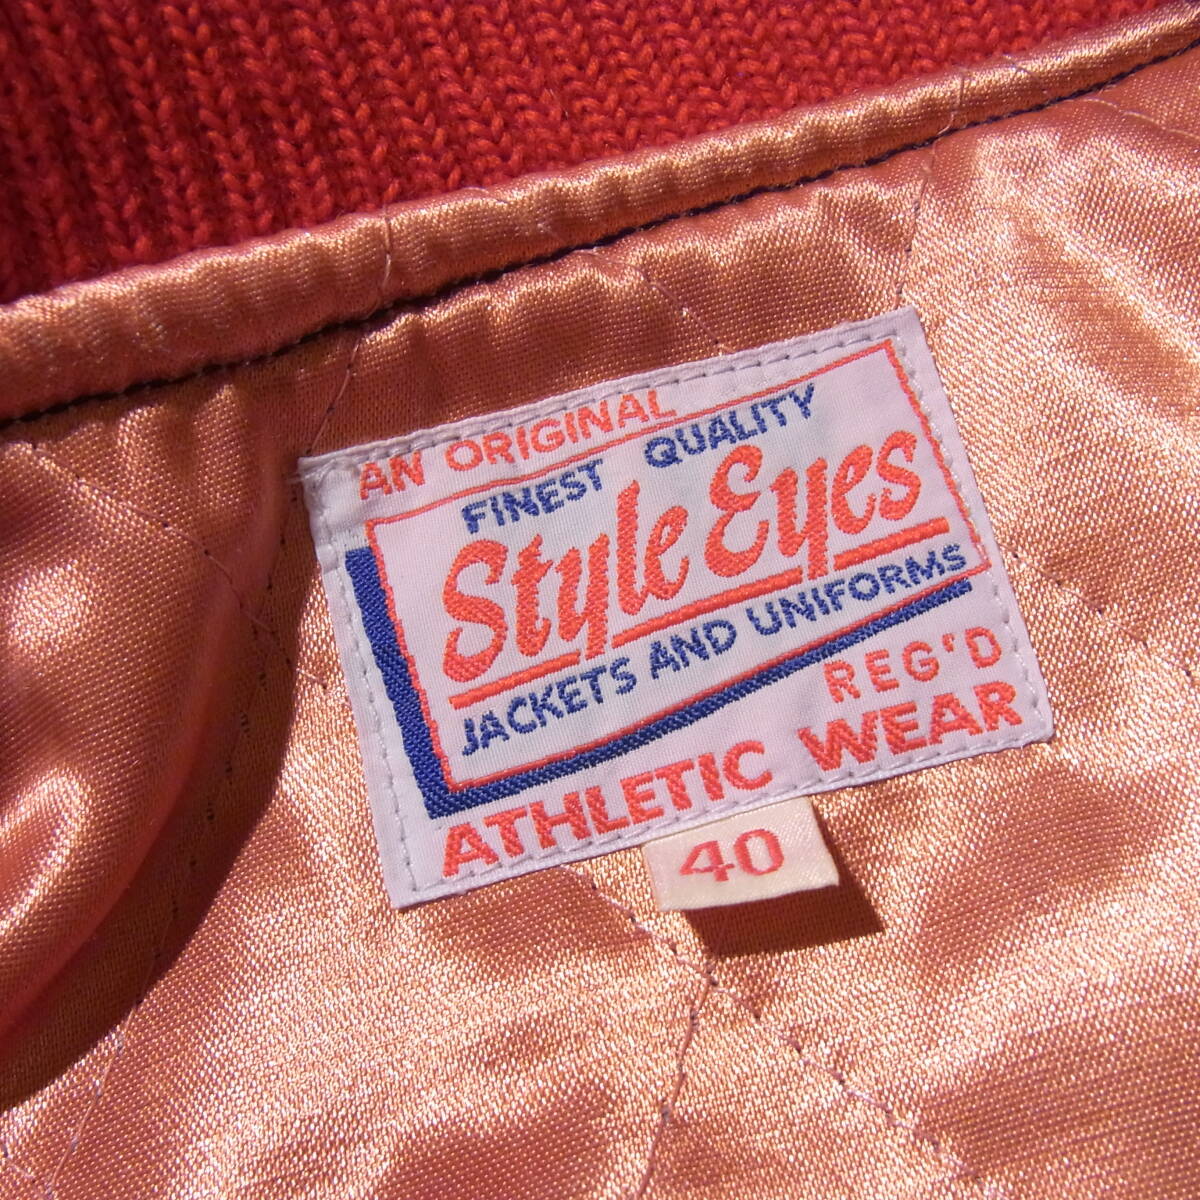 AN ORIGINAL
FINEST QUALITY
Style Eyes
JACKETS AND UNIFORMS
REG'D
ATHLETIC WEAR
40